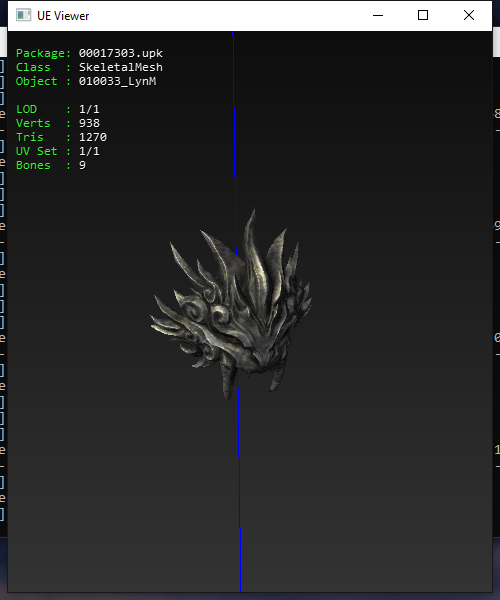 UE Viewer
Package: 00017303.upk
Class : SkeletalMesh
Object : 010033_LynM
LOD : 1/1
Verts : 938
Tris : 1270
UV Set : 1/1
Bones : 9